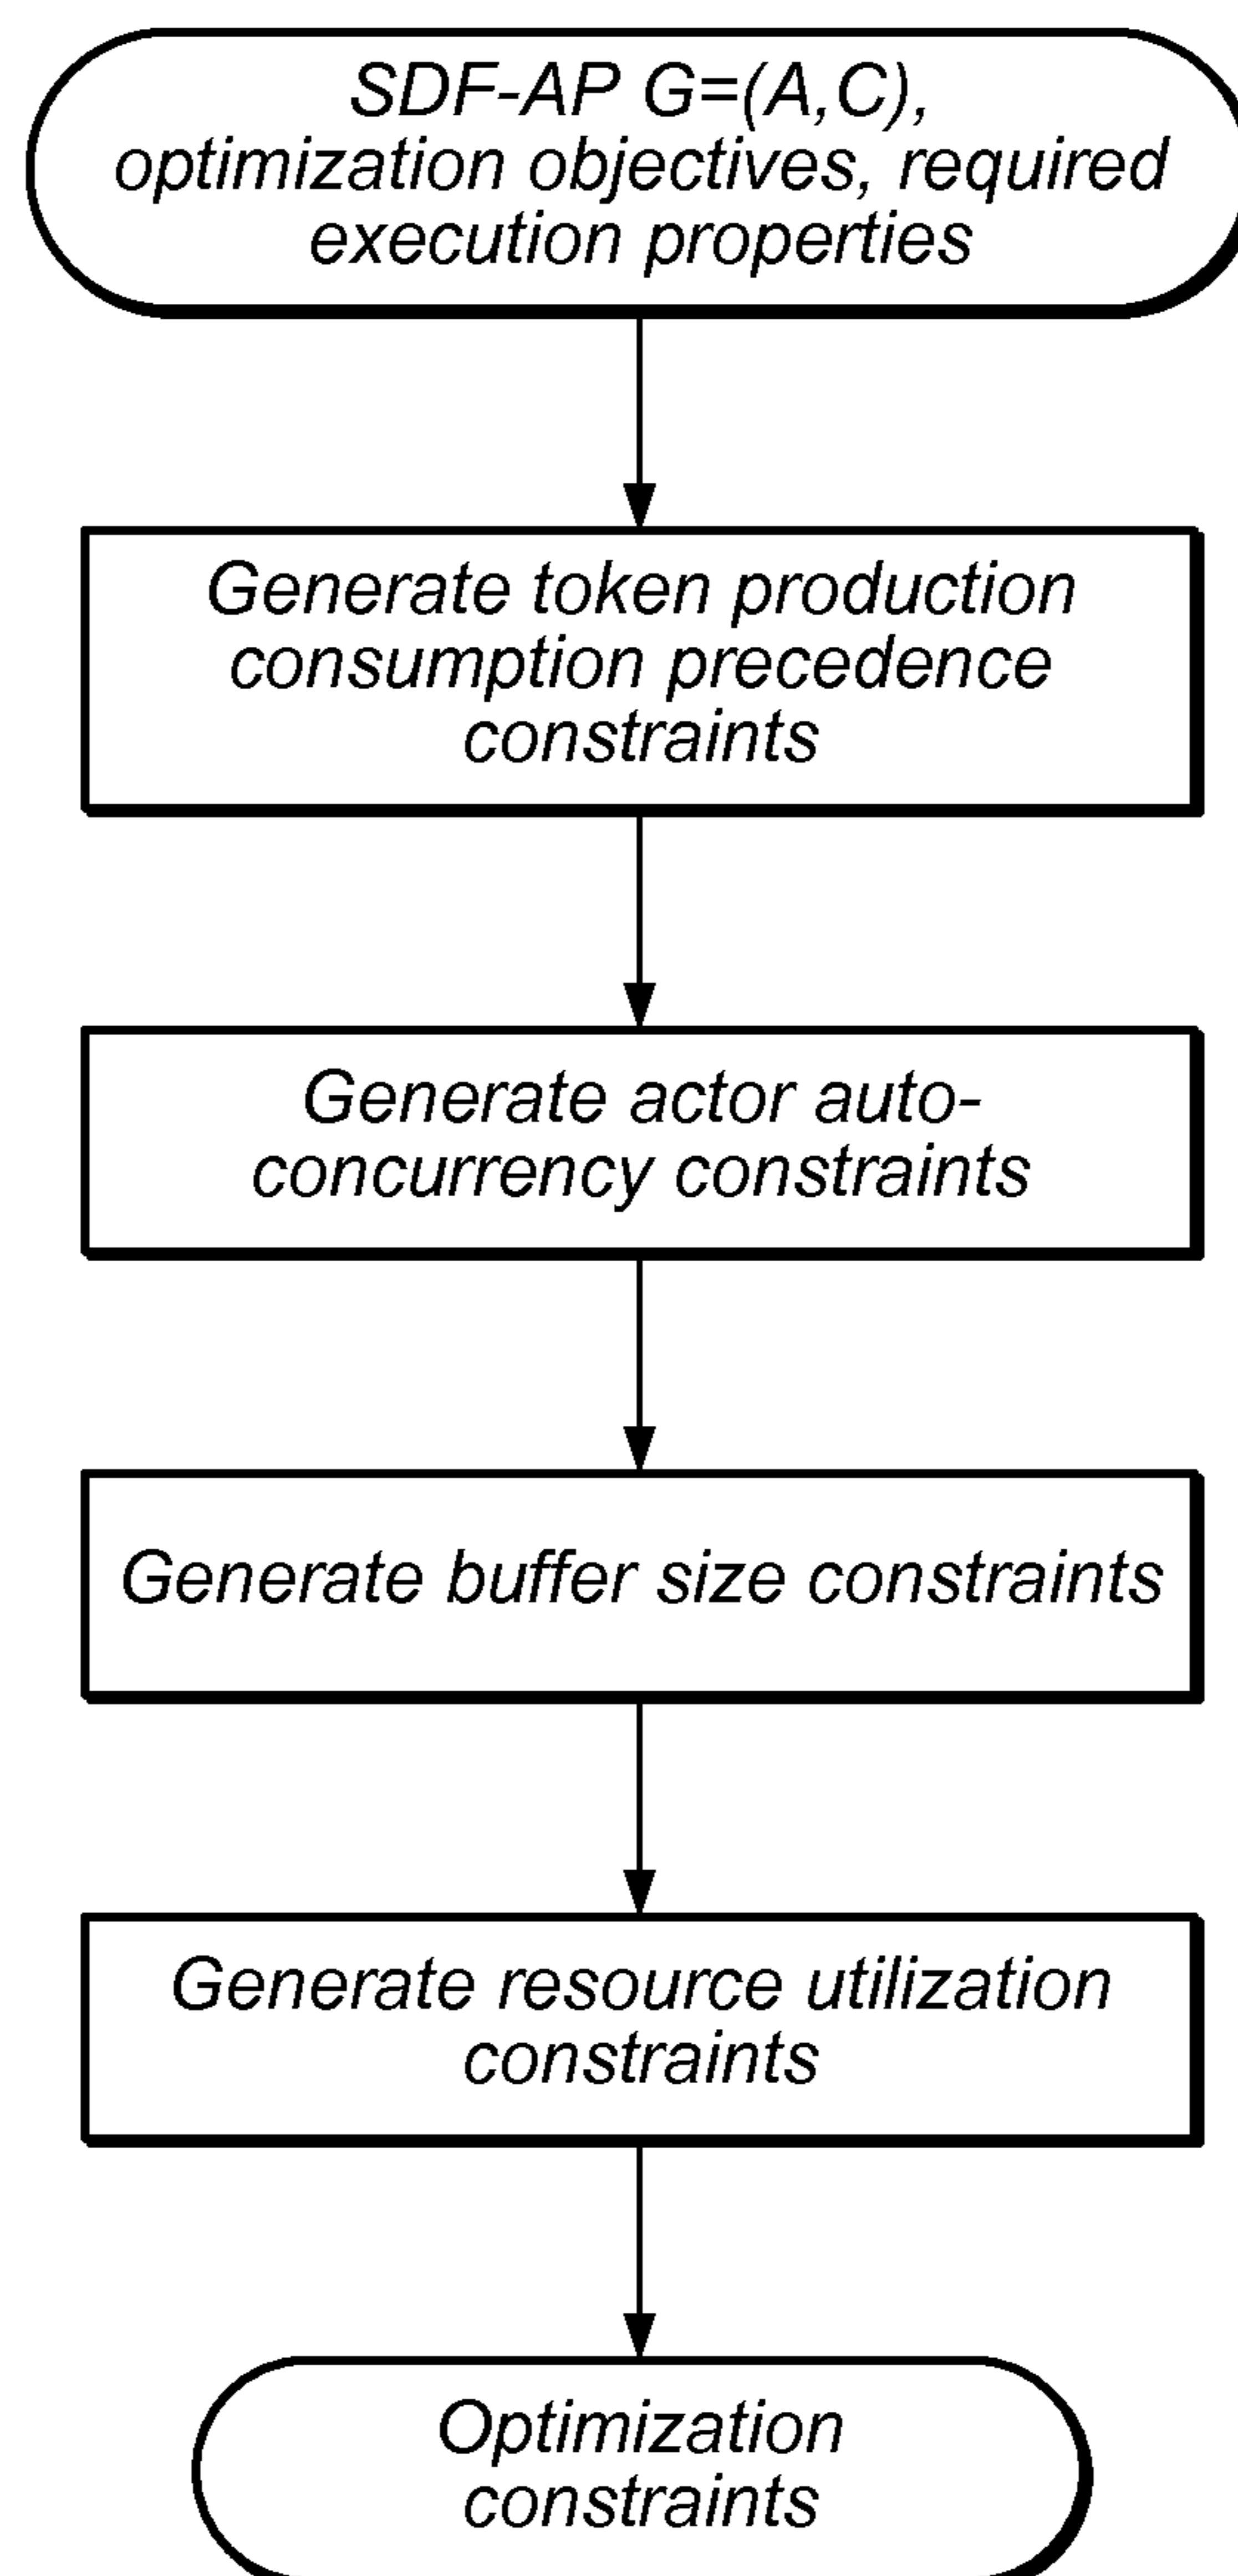 SDF-AP G=(A,C),
optimization objectives, required
execution properties
Generate token production
consumption precedence
constraints
Generate actor auto-
concurrency constraints
Generate buffer size constraints
Generate resource utilization
constraints
Optimization
constraints